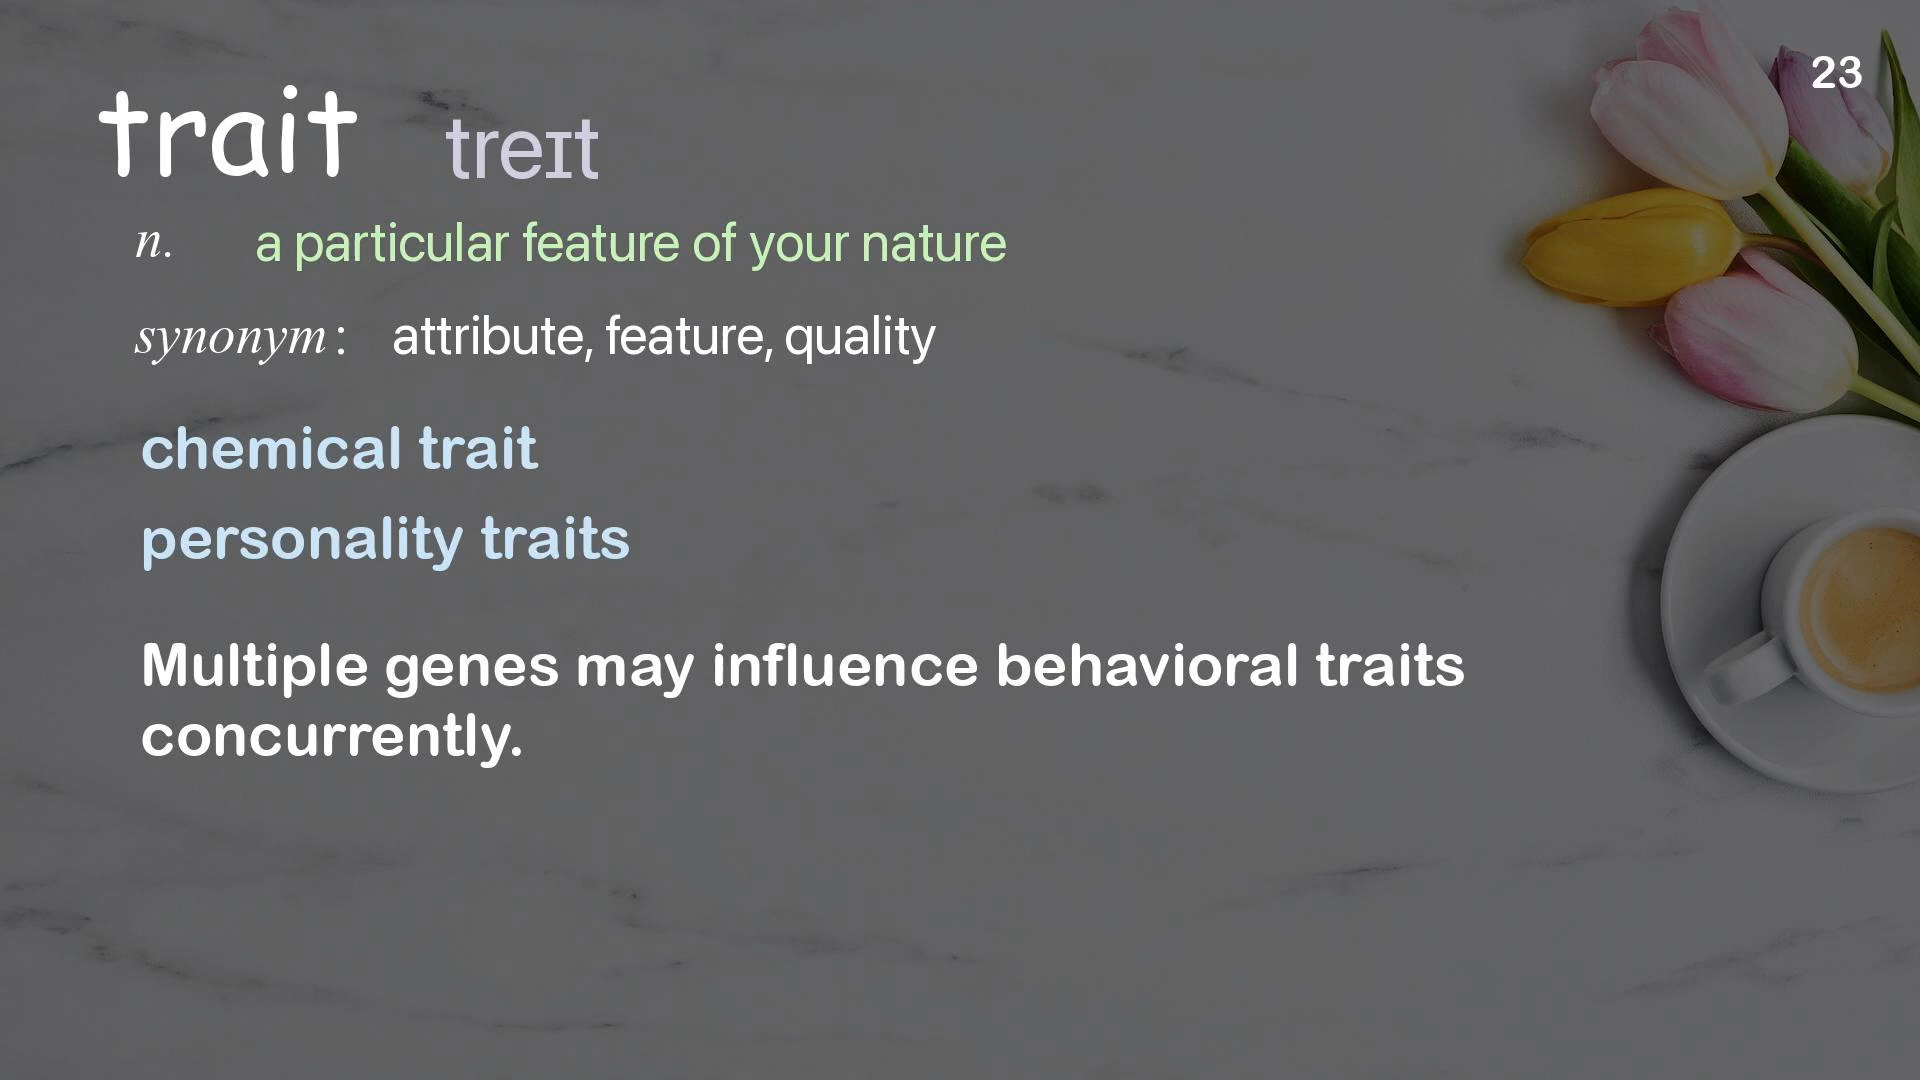 23
trait treɪt
n. a particular feature of your nature
synonym: attribute, feature, quality
chemical trait
personality traits
Multiple genes may influence behavioral traits
concurrently.